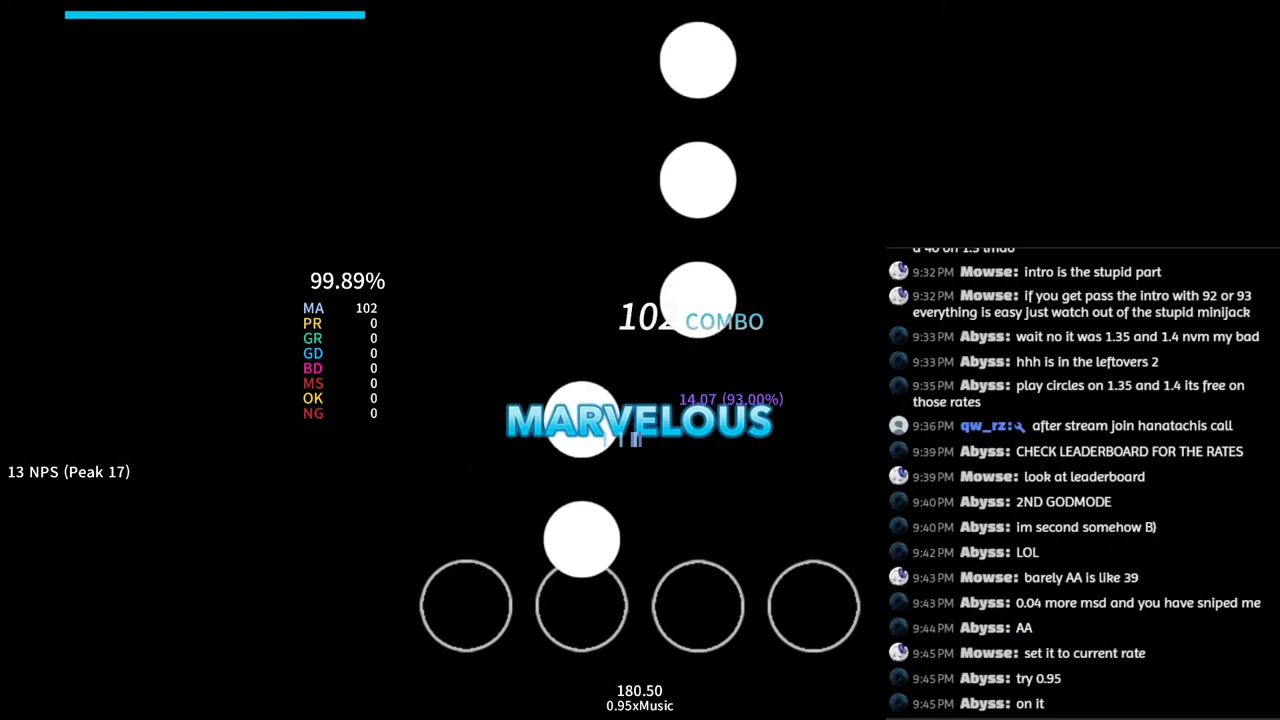 99.89%
MA 102
PR 0
GR 0
GD 0
BD 0
MS 0
OK 0
NG 0
13 NPS (Peak 17)
102 COMBO
14.07 (93.00%)
MARVELOUS
180.50
0.95xMusic
9:32 PM Mowse: intro is the stupid part
9:32 PM Mowse: if you get pass the intro with 92 or 93
everything is easy just watch out of the stupid minijack
9:33 PM Abyss: wait no it was 1.35 and 1.4 nvm my bad
9:33 PM Abyss: hhh is in the leftovers 2
9:35 PM Abyss: play circles on 1.35 and 1.4 its free on
those rates
9:36 PM qw_rz: after stream join hanatachis call
9:39 PM Abyss: CHECK LEADERBOARD FOR THE RATES
9:39 PM Mowse: look at leaderboard
9:40 PM Abyss: 2ND GODMODE
9:40 PM Abyss: im second somehow B)
9:42 PM Abyss: LOL
9:43 PM Mowse: barely AA is like 39
9:43 PM Abyss: 0.04 more msd and you have sniped me
9:44 PM Abyss: AA
9:45 PM Mowse: set it to current rate
9:45 PM Abyss: try 0.95
9:45 PM Abyss: on it